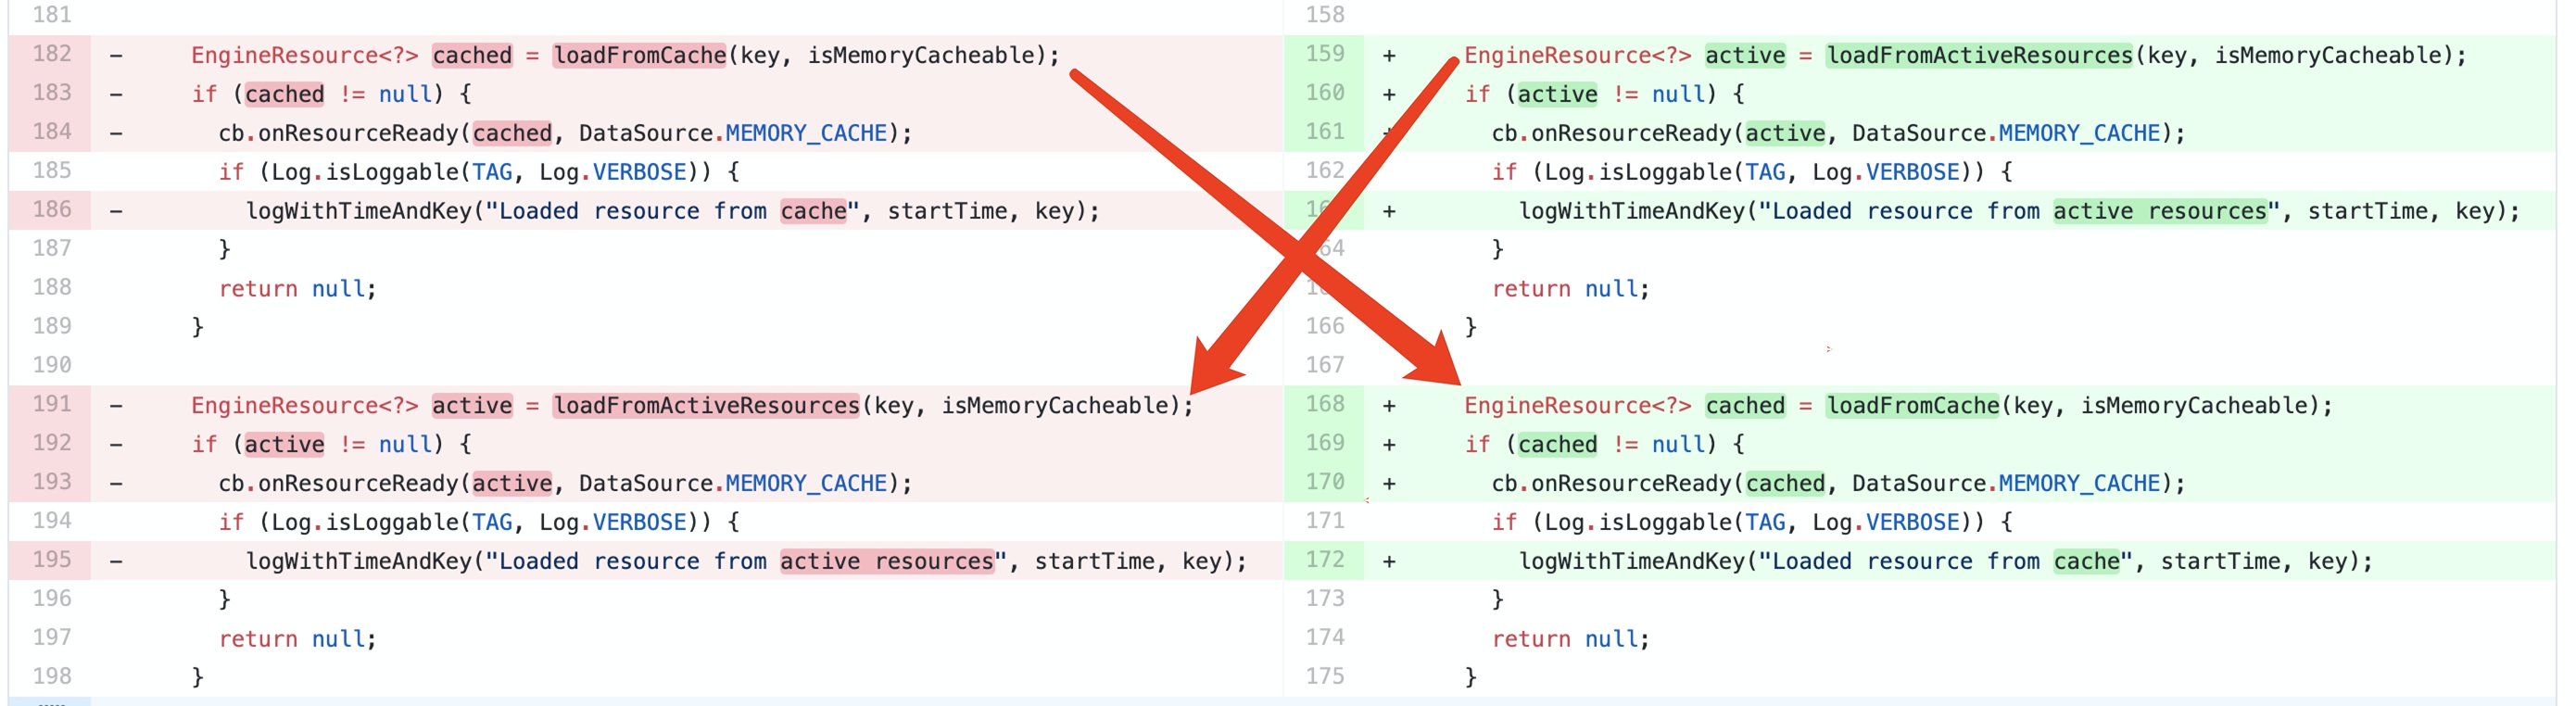 181
182 - EngineResource<?> cached = loadFromCache(key, isMemoryCacheable);
183 - if (cached != null) {
184 - cb.onResourceReady(cached, DataSource.MEMORY_CACHE);
185 if (Log.isLoggable(TAG, Log.VERBOSE)) {
186 - logWithTimeAndKey("Loaded resource from cache", startTime, key);
187 }
188 return null;
189 }
190
191 - EngineResource<?> active = loadFromActiveResources(key, isMemoryCacheable);
192 - if (active != null) {
193 - cb.onResourceReady(active, DataSource.MEMORY_CACHE);
194 if (Log.isLoggable(TAG, Log.VERBOSE)) {
195 - logWithTimeAndKey("Loaded resource from active resources", startTime, key);
196 }
197 return null;
198 }
158
159 + EngineResource<?> active = loadFromActiveResources(key, isMemoryCacheable);
160 + if (active != null) {
161 + cb.onResourceReady(active, DataSource.MEMORY_CACHE);
162 if (Log.isLoggable(TAG, Log.VERBOSE)) {
+ logWithTimeAndKey("Loaded resource from active resources", startTime, key);
}
return null;
166 }
167
168 + EngineResource<?> cached = loadFromCache(key, isMemoryCacheable);
169 + if (cached != null) {
170 + cb.onResourceReady(cached, DataSource.MEMORY_CACHE);
171 if (Log.isLoggable(TAG, Log.VERBOSE)) {
172 + logWithTimeAndKey("Loaded resource from cache", startTime, key);
173 }
174 return null;
175 }